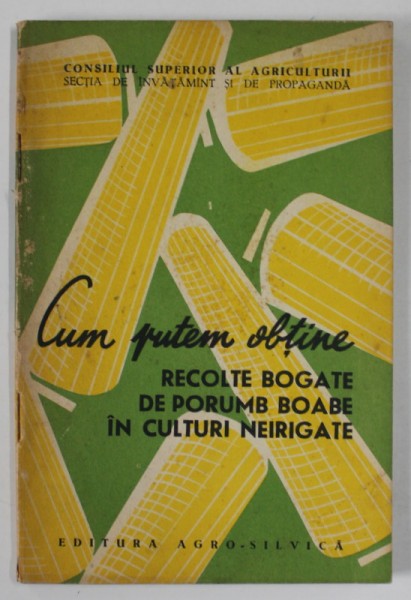 CONSILIUL SUPERIOR AL AGRICULTURII
SECȚIA DE ÎNVĂȚĂMÎNT ȘI DE PROPAGANDĂ
Cum putem obține
RECOLTE BOGATE
DE PORUMB BOABE
ÎN CULTURI NEIRIGATE
EDITURA AGRO-SILVICĂ